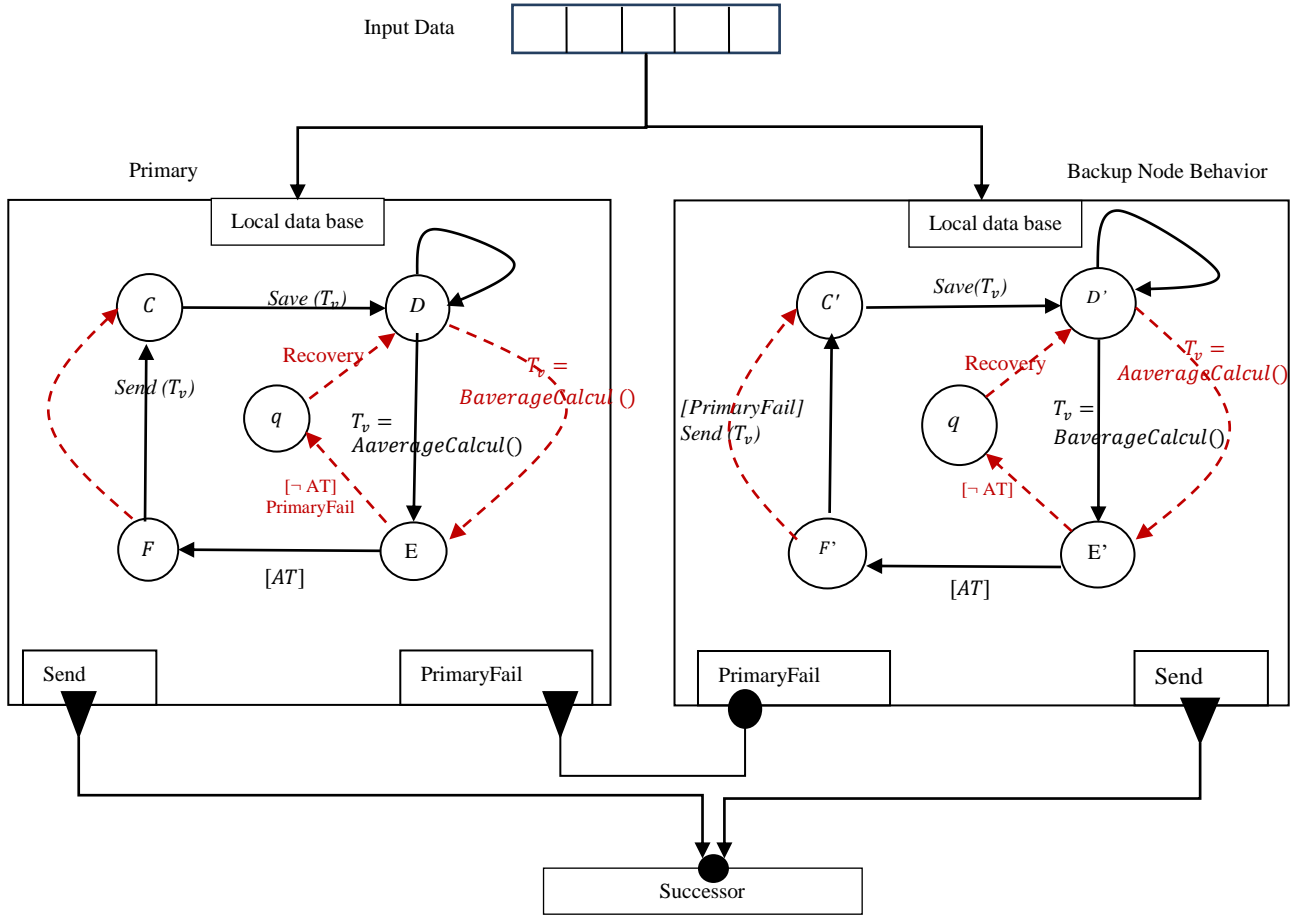 Input Data
Primary
Backup Node Behavior
Local data base
C
Save (Tᵥ)
D
Recovery
Tᵥ =
BaverageCalcul ()
Send (Tᵥ)
q
Tᵥ =
AaverageCalcul()
[¬ AT]
PrimaryFail
F
E
[AT]
Send
PrimaryFail
Local data base
C'
Save(Tᵥ)
D’
Recovery
Tᵥ =
AaverageCalcul()
[PrimaryFail]
Send (Tᵥ)
q
Tᵥ =
BaverageCalcul()
[¬ AT]
F’
E’
[AT]
PrimaryFail
Send
Successor